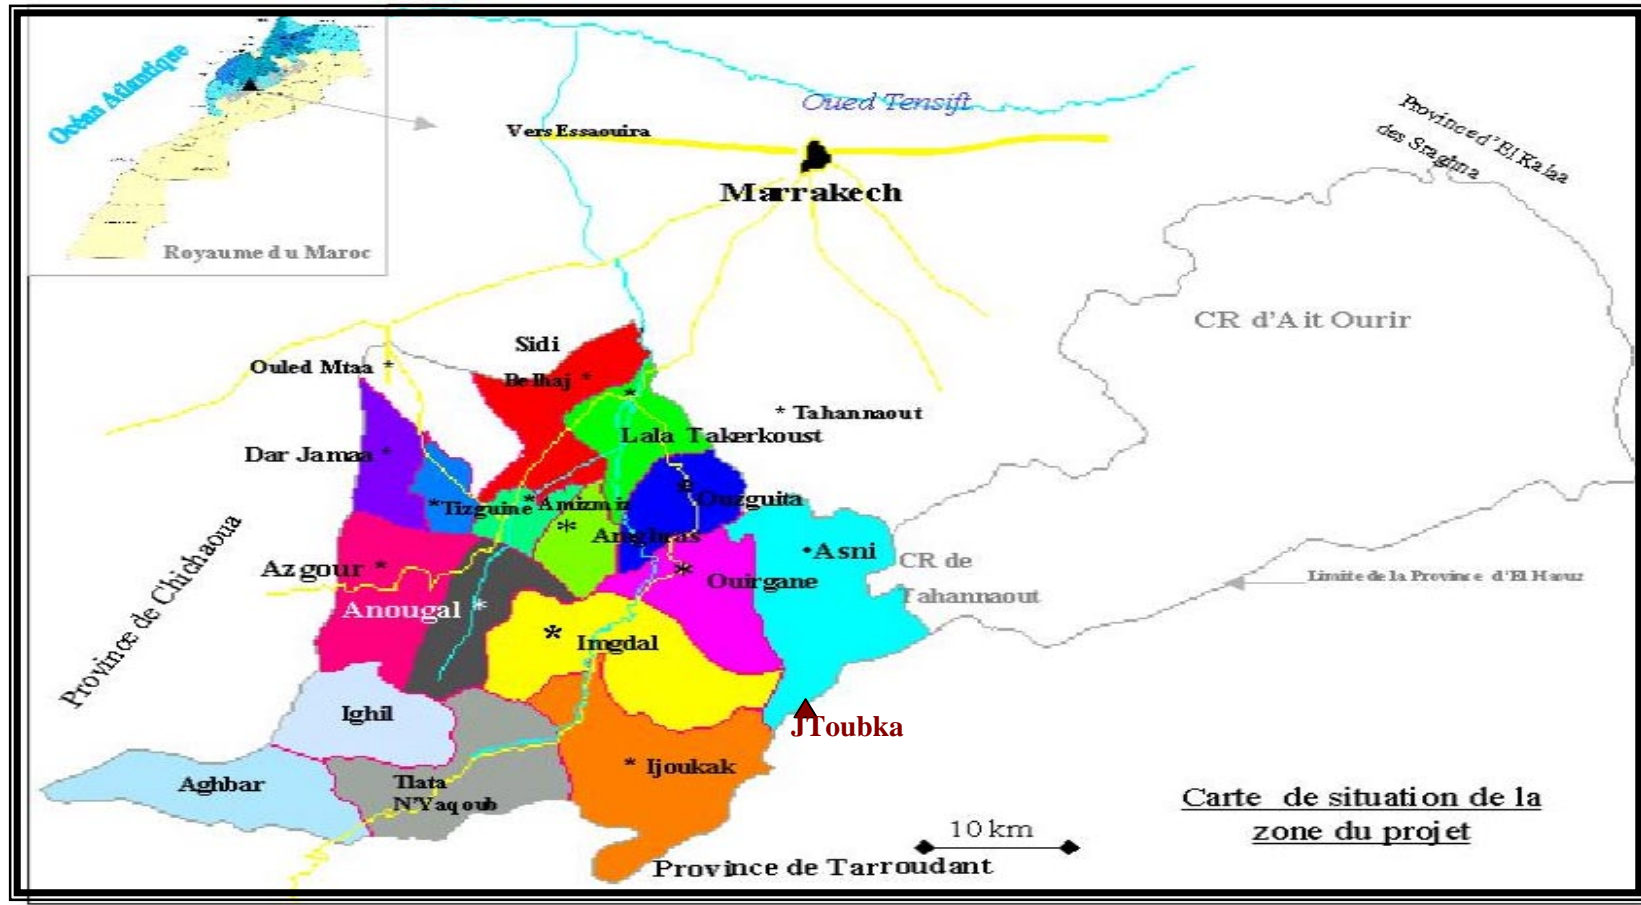 Océan Atlantique
Royaume du Maroc
Oued Tensift
Vers Essaouira
Marrakech
Province d'El Kalaa
des Sraghna
CR d'Ait Ourir
Sidi
Belhaj *
Ouled Mtaa *
* Tahannaout
Lala Takerkoust
Dar Jamaa *
*Tizguine
*Amizmiz
Ouzguita
Amghras
Asni
CR de
Tahannaout
Limite de la Province d'El Haouz
Azgour *
Ouirgane
Anougal *
* Imgdal
Province de Chichaoua
Ighil
JToubka
Aghbar
Tlata
N'Yaqoub
* Ijoukak
Carte de situation de la
zone du projet
10 km
Province de Tarroudant